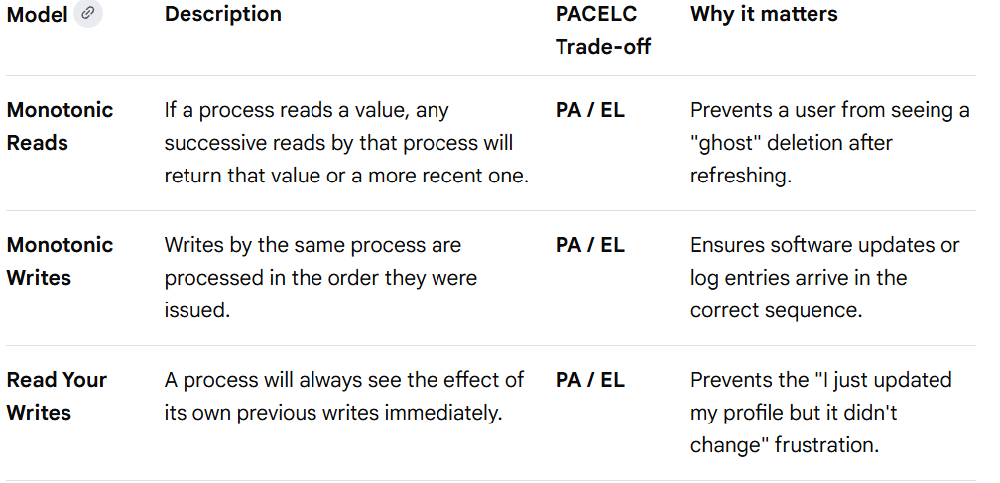 Model Description PACELC Trade-off Why it matters
Monotonic Reads If a process reads a value, any successive reads by that process will return that value or a more recent one. PA / EL Prevents a user from seeing a "ghost" deletion after refreshing.
Monotonic Writes Writes by the same process are processed in the order they were issued. PA / EL Ensures software updates or log entries arrive in the correct sequence.
Read Your Writes A process will always see the effect of its own previous writes immediately. PA / EL Prevents the "I just updated my profile but it didn't change" frustration.